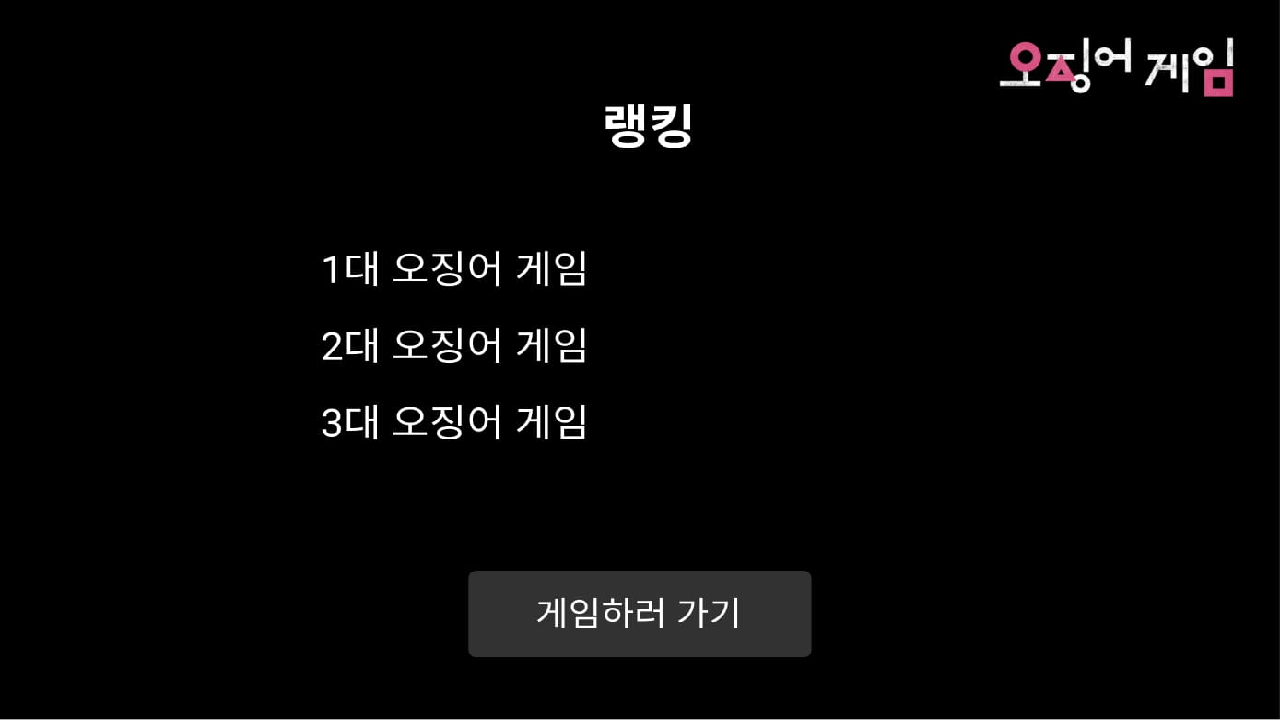 오징어 게임
랭킹
1대 오징어 게임
2대 오징어 게임
3대 오징어 게임
게임하러 가기